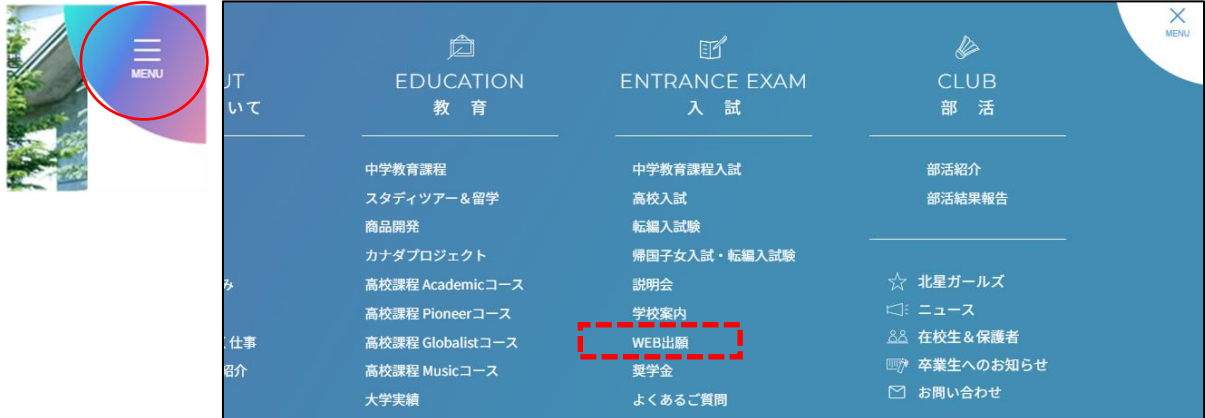 MENU
UT
いて
み
く仕事
紹介
EDUCATION
教 育
中学教育課程
スタディツアー＆留学
商品開発
カナダプロジェクト
高校課程 Academicコース
高校課程 Pioneerコース
高校課程 Globalistコース
高校課程 Musicコース
大学実績
ENTRANCE EXAM
入 試
中学教育課程入試
高校入試
転編入試験
帰国子女入試・転編入試験
説明会
学校案内
WEB出願
奨学金
よくあるご質問
CLUB
部 活
部活紹介
部活結果報告
北星ガールズ
ニュース
在校生＆保護者
卒業生へのお知らせ
お問い合わせ
MENU